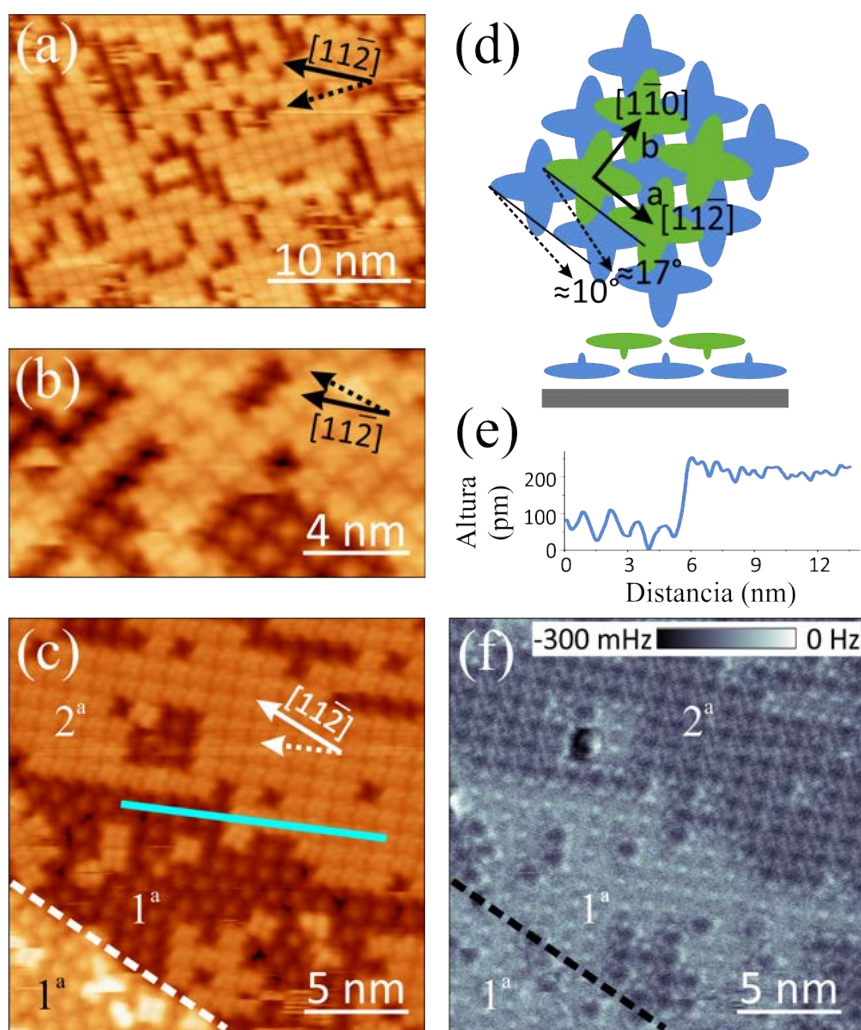 (a)
[112̅]
10 nm
(b)
[112̅]
4 nm
(c)
[112̅]
2ª
1ª
1ª
5 nm
(d)
[11̅0]
b
a
[112̅]
≈17°
≈10°
(e)
Altura
(pm)
200
100
0
0 3 6 9 12
Distancia (nm)
(f)
-300 mHz 0 Hz
2ª
1ª
1ª
5 nm